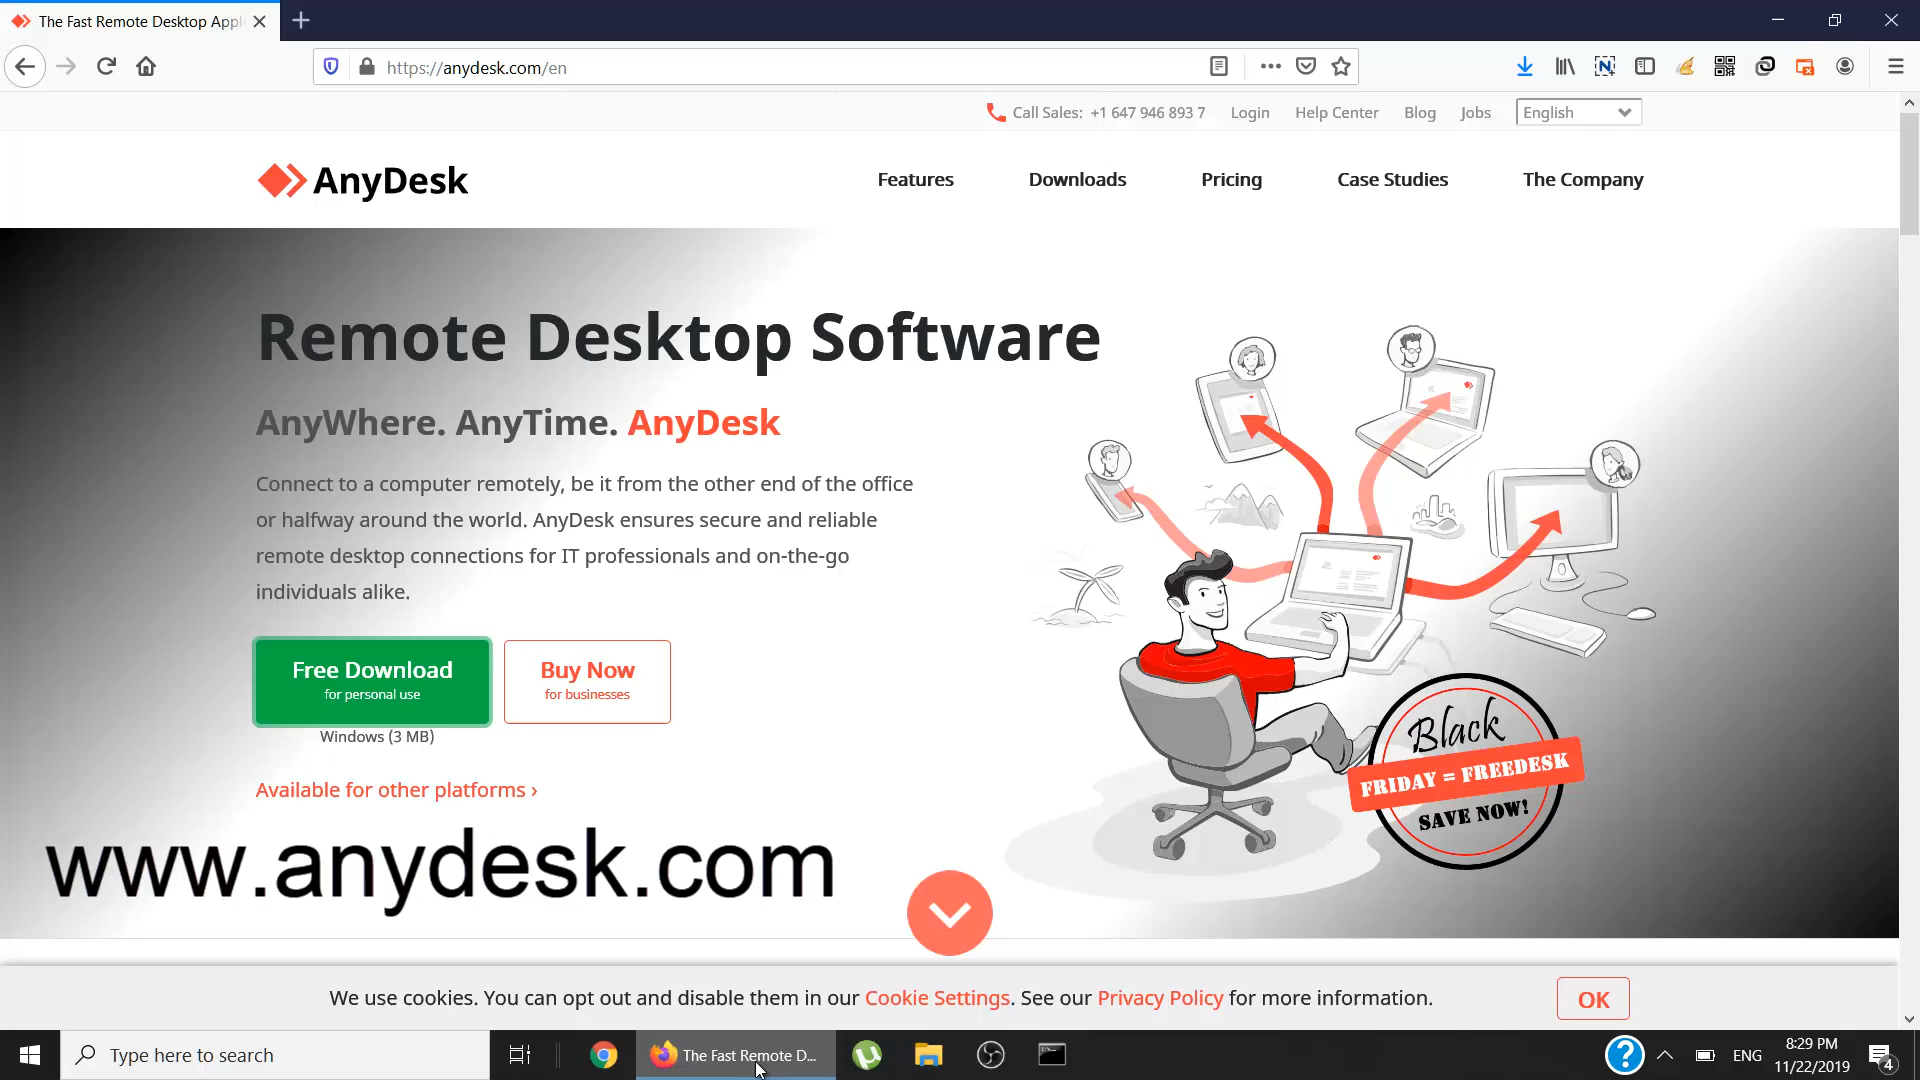 The Fast Remote Desktop Appl
https://anydesk.com/en
Call Sales: +1 647 946 893 7
Login
Help Center
Blog
Jobs
English
AnyDesk
Features
Downloads
Pricing
Case Studies
The Company
Remote Desktop Software
AnyWhere. AnyTime. AnyDesk
Connect to a computer remotely, be it from the other end of the office
or halfway around the world. AnyDesk ensures secure and reliable
remote desktop connections for IT professionals and on-the-go
individuals alike.
Free Download
for personal use
Buy Now
for businesses
Windows (3 MB)
Available for other platforms ›
Black
FRIDAY = FREEDESK
SAVE NOW!
www.anydesk.com
We use cookies. You can opt out and disable them in our Cookie Settings. See our Privacy Policy for more information.
OK
Type here to search
The Fast Remote D...
ENG
8:29 PM
11/22/2019
4